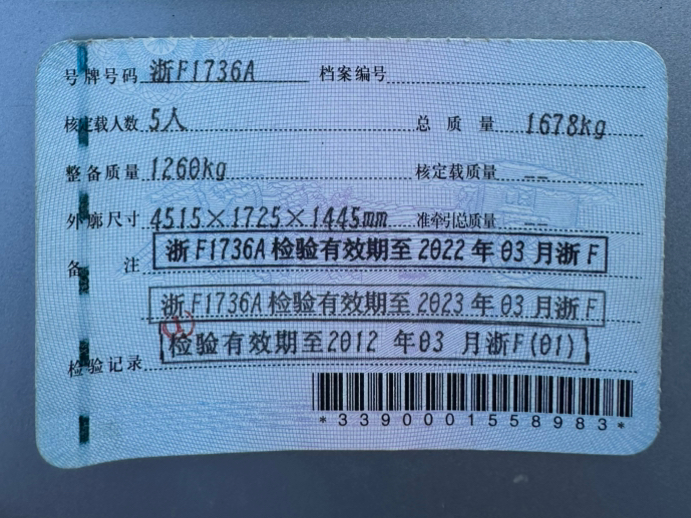 号牌号码 浙F1736A 档案编号
核定载人数 5人 总质量 1678kg
整备质量 1260kg 核定载质量 --
外廓尺寸 4515×1725×1445mm 准牵引总质量 --
备注 浙F1736A检验有效期至2022年03月浙F
浙F1736A检验有效期至2023年03月浙F
(1)
检验记录 检验有效期至2012 年03 月浙F(01)
*3390001558983*